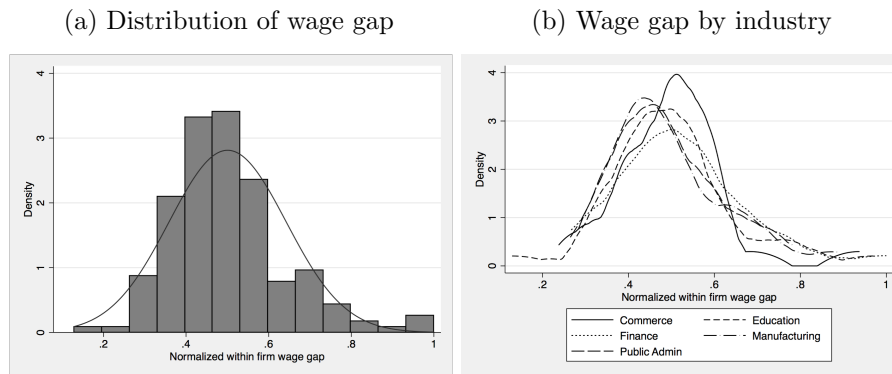 (a) Distribution of wage gap
(b) Wage gap by industry
Density
0
1
2
3
4
.2
.4
.6
.8
1
Normalized within firm wage gap
Density
0
1
2
3
4
.2
.4
.6
.8
1
Normalized within firm wage gap
Commerce
Education
Finance
Manufacturing
Public Admin